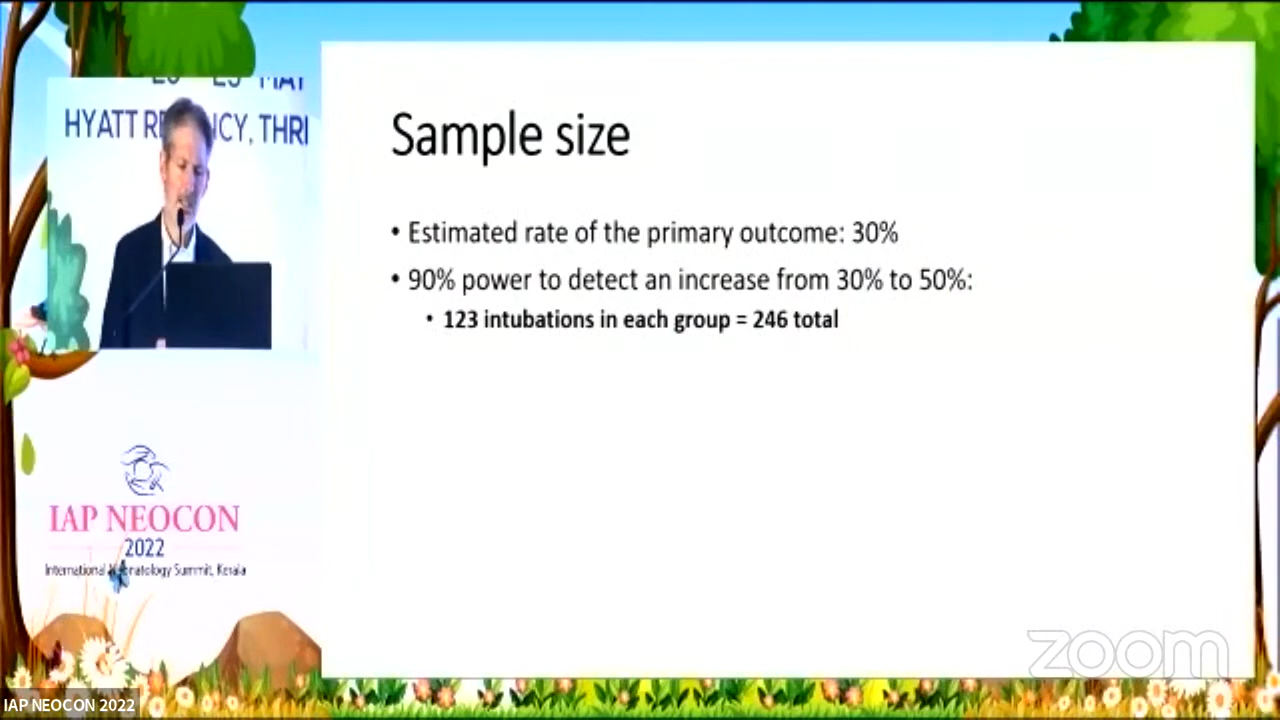 HYATT RE NCY, THRI
Sample size
• Estimated rate of the primary outcome: 30%
• 90% power to detect an increase from 30% to 50%:
• 123 intubations in each group = 246 total
IAP NEOCON
2022
International Neonatology Summit, Kerala
zoom
IAP NEOCON 2022